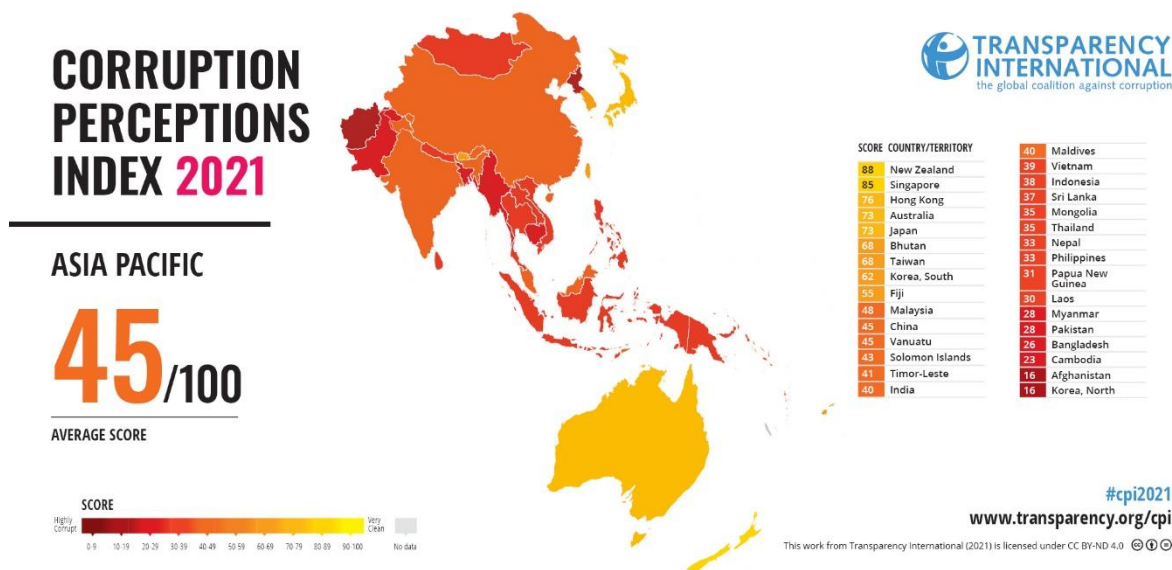 CORRUPTION
PERCEPTIONS
INDEX 2021
ASIA PACIFIC
45/100
AVERAGE SCORE
SCORE
Highly
Corrupt
Very
Clean
0-9 10-19 20-29 30-39 40-49 50-59 60-69 70-79 80-89 90-100 No data
TRANSPARENCY
INTERNATIONAL
the global coalition against corruption
SCORE COUNTRY/TERRITORY
88 New Zealand
85 Singapore
76 Hong Kong
73 Australia
73 Japan
68 Bhutan
68 Taiwan
62 Korea, South
55 Fiji
48 Malaysia
45 China
45 Vanuatu
43 Solomon Islands
41 Timor-Leste
40 India
40 Maldives
39 Vietnam
38 Indonesia
37 Sri Lanka
35 Mongolia
35 Thailand
33 Nepal
33 Philippines
31 Papua New
Guinea
30 Laos
28 Myanmar
28 Pakistan
26 Bangladesh
23 Cambodia
16 Afghanistan
16 Korea, North
#cpi2021
www.transparency.org/cpi
This work from Transparency International (2021) is licensed under CC BY-ND 4.0